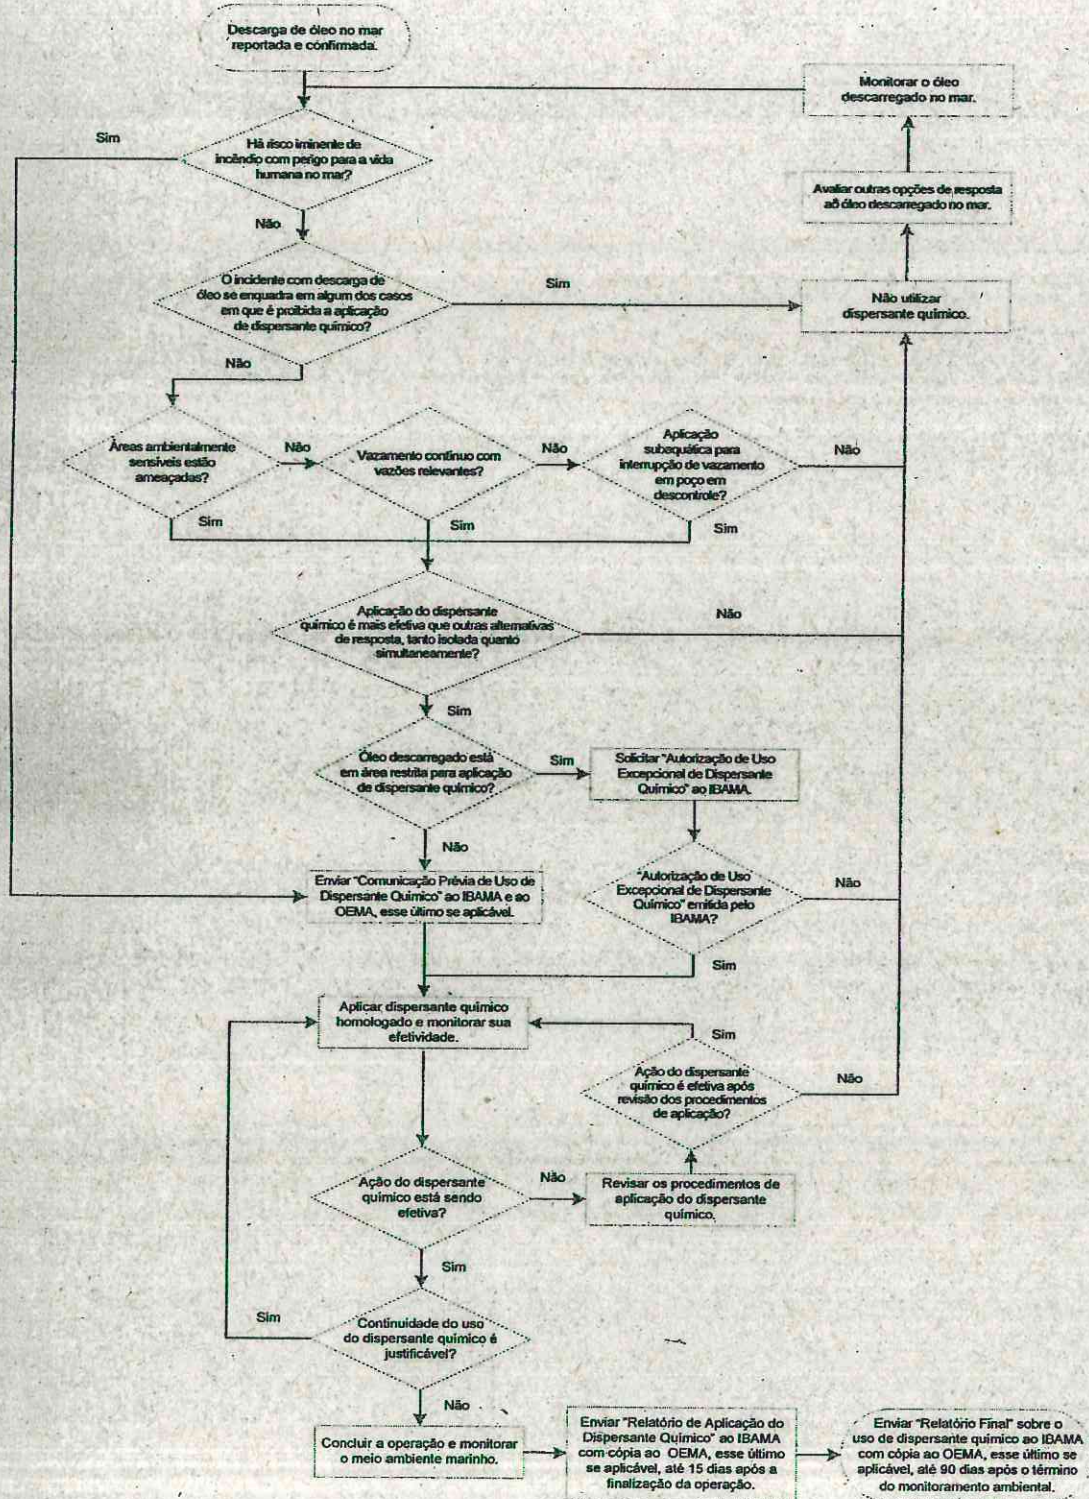 Descarga de óleo no mar
reportada e confirmada.
Monitorar o óleo
descarregado no mar.
Sim
Há risco iminente de
incêndio com perigo para a vida
humana no mar?
Avaliar outras opções de resposta
ao óleo descarregado no mar.
Não
O incidente com descarga de
óleo se enquadra em algum dos casos
em que é proibida a aplicação
de dispersante químico?
Sim
Não utilizar
dispersante químico.
Não
Áreas ambientalmente
sensíveis estão
ameaçadas?
Não
Vazamento contínuo com
vazões relevantes?
Não
Aplicação
subaquática para
interrupção de vazamento
em poço em
descontrole?
Não
Sim
Sim
Sim
Aplicação do dispersante
químico é mais efetiva que outras alternativas
de resposta, tanto isolada quanto
simultaneamente?
Não
Sim
Óleo descarregado está
em área restrita para aplicação
de dispersante químico?
Sim
Solicitar "Autorização de Uso
Excepcional de Dispersante
Químico" ao IBAMA.
Não
Enviar "Comunicação Prévia de Uso de
Dispersante Químico" ao IBAMA e ao
OEMA, esse último se aplicável.
"Autorização de Uso
Excepcional de Dispersante
Químico" emitida pelo
IBAMA?
Não
Sim
Aplicar dispersante químico
homologado e monitorar sua
efetividade.
Sim
Ação do dispersante
químico é efetiva após
revisão dos procedimentos
de aplicação?
Não
Ação do dispersante
químico está sendo
efetiva?
Não
Revisar os procedimentos de
aplicação do dispersante
químico.
Sim
Sim
Continuidade do uso
do dispersante químico é
justificável?
Não
Concluir a operação e monitorar
o meio ambiente marinho.
Enviar "Relatório de Aplicação do
Dispersante Químico" ao IBAMA
com cópia ao OEMA, esse último
se aplicável, até 15 dias após a
finalização da operação.
Enviar "Relatório Final" sobre o
uso de dispersante químico ao IBAMA
com cópia ao OEMA, esse último se
aplicável, até 90 dias após o término
do monitoramento ambiental.